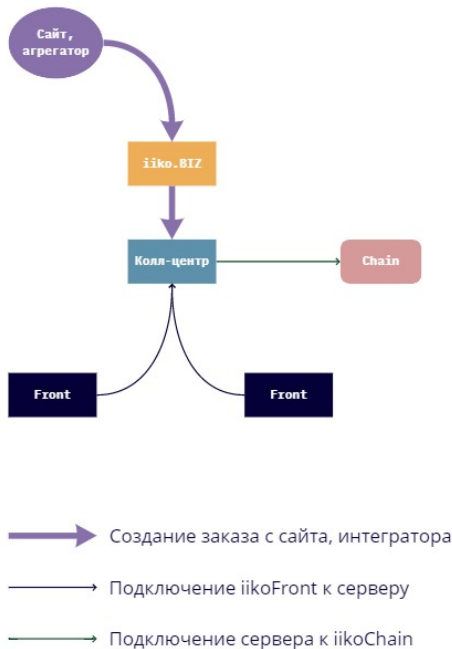 Сайт,
агрегатор
iiko.BIZ
Колл-центр
Chain
Front
Front
Создание заказа с сайта, интегратора
Подключение iikoFront к серверу
Подключение сервера к iikoChain